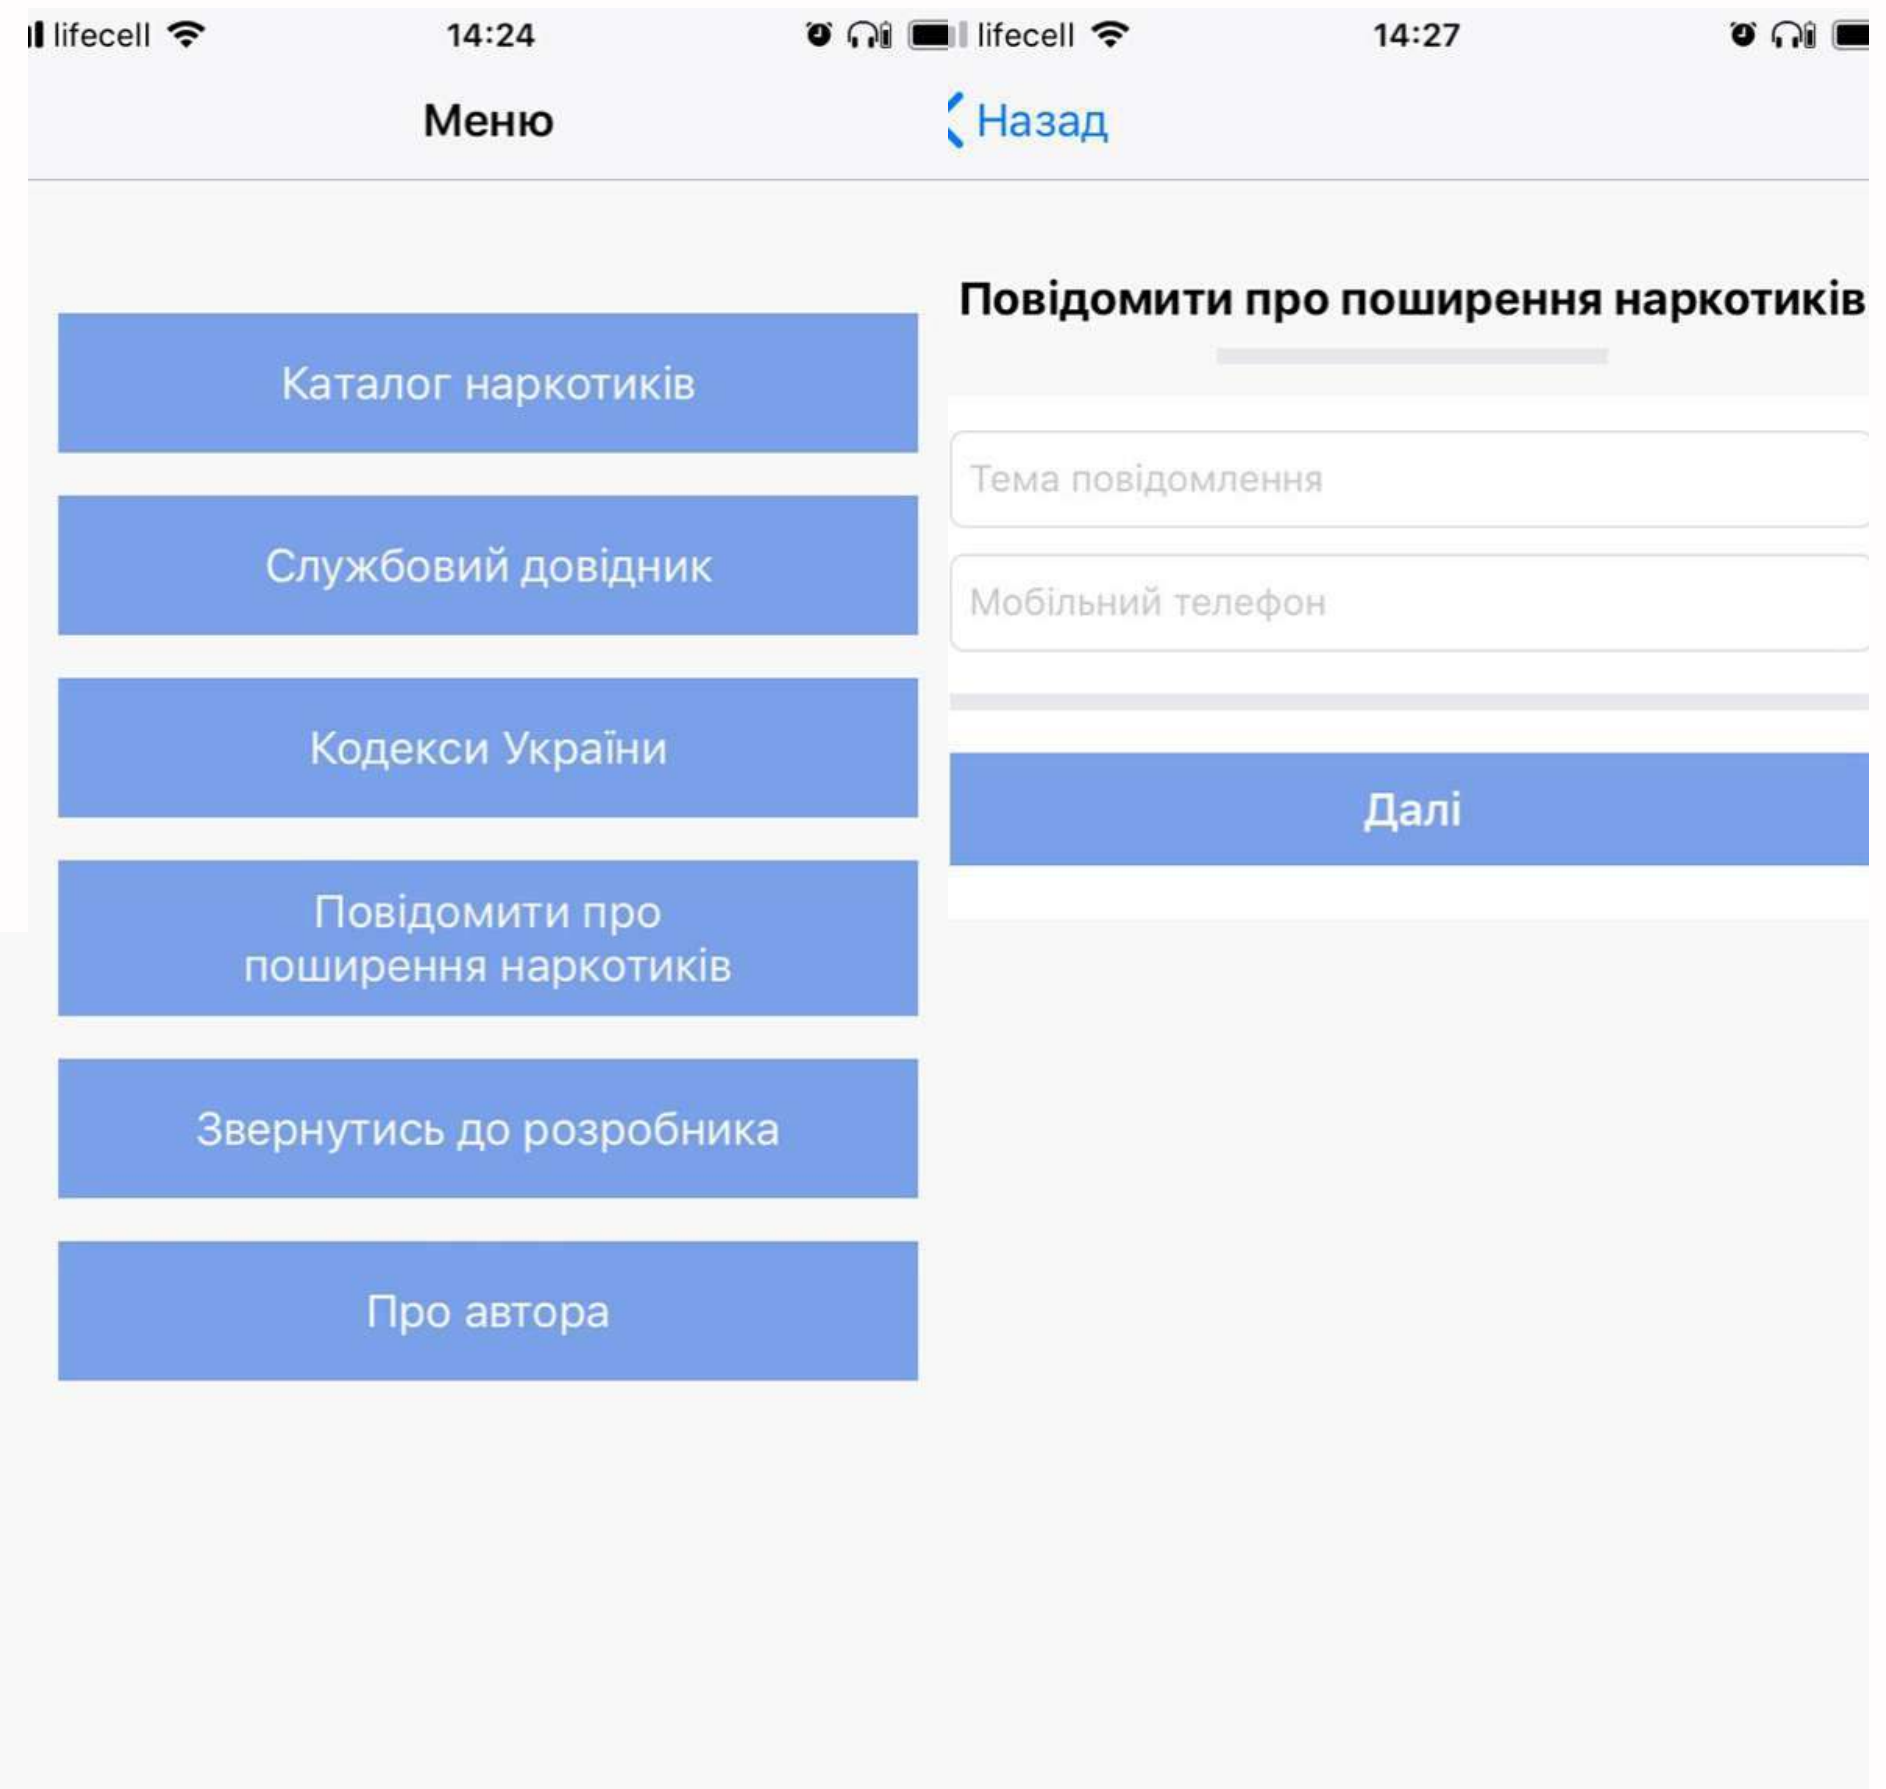 lifecell
14:24
Меню
Каталог наркотиків
Службовий довідник
Кодекси України
Повідомити про
поширення наркотиків
Звернутись до розробника
Про автора
lifecell
14:27
Назад
Повідомити про поширення наркотиків
Тема повідомлення
Мобільний телефон
Далі